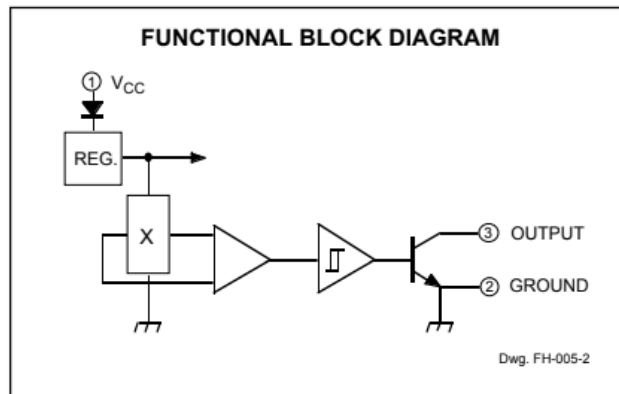 FUNCTIONAL BLOCK DIAGRAM
1 VCC
REG.
X
3 OUTPUT
2 GROUND
Dwg. FH-005-2